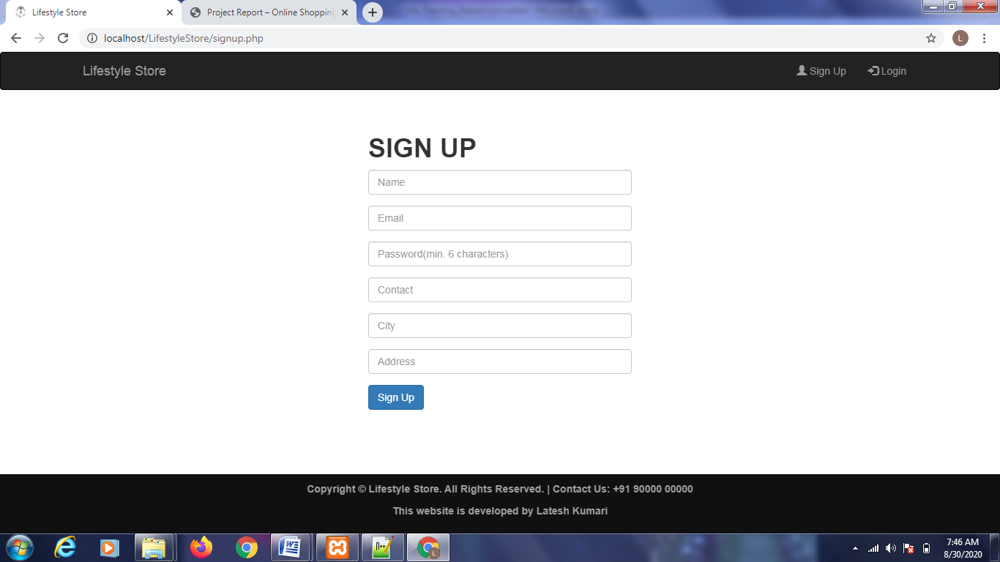 Lifestyle Store
Project Report – Online Shopping
localhost/LifestyleStore/signup.php
L
Lifestyle Store
Sign Up
Login
SIGN UP
Name
Email
Password(min. 6 characters)
Contact
City
Address
Sign Up
Copyright © Lifestyle Store. All Rights Reserved. | Contact Us: +91 90000 00000
This website is developed by Latesh Kumari
7:46 AM
8/30/2020